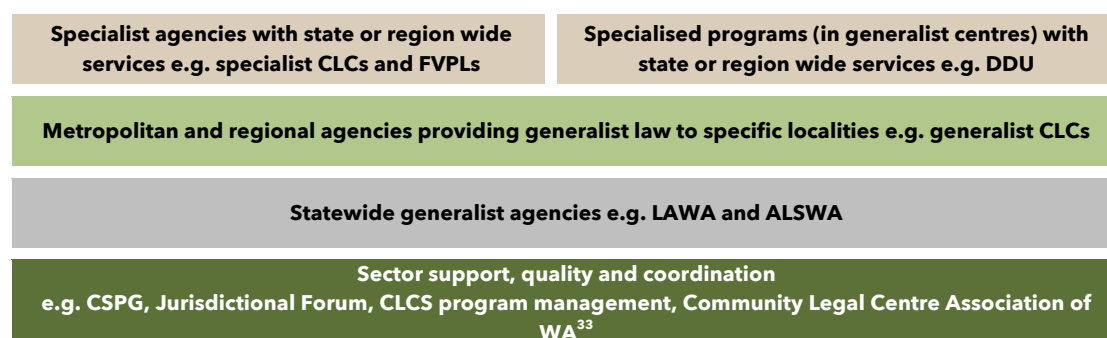 Specialist agencies with state or region wide
services e.g. specialist CLCs and FVPLs
Specialised programs (in generalist centres) with
state or region wide services e.g. DDU
Metropolitan and regional agencies providing generalist law to specific localities e.g. generalist CLCs
Statewide generalist agencies e.g. LAWA and ALSWA
Sector support, quality and coordination
e.g. CSPG, Jurisdictional Forum, CLCS program management, Community Legal Centre Association of
WA33